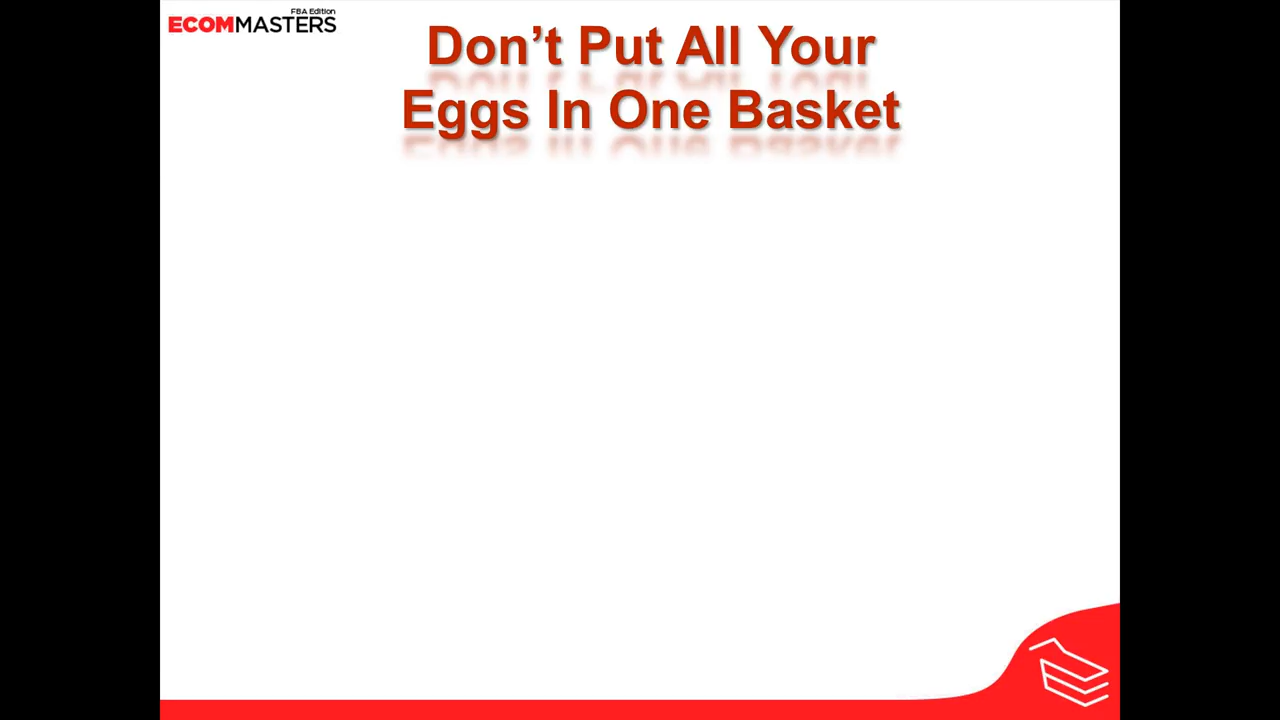 FBA Edition
ECOMMASTERS
Don’t Put All Your
Eggs In One Basket